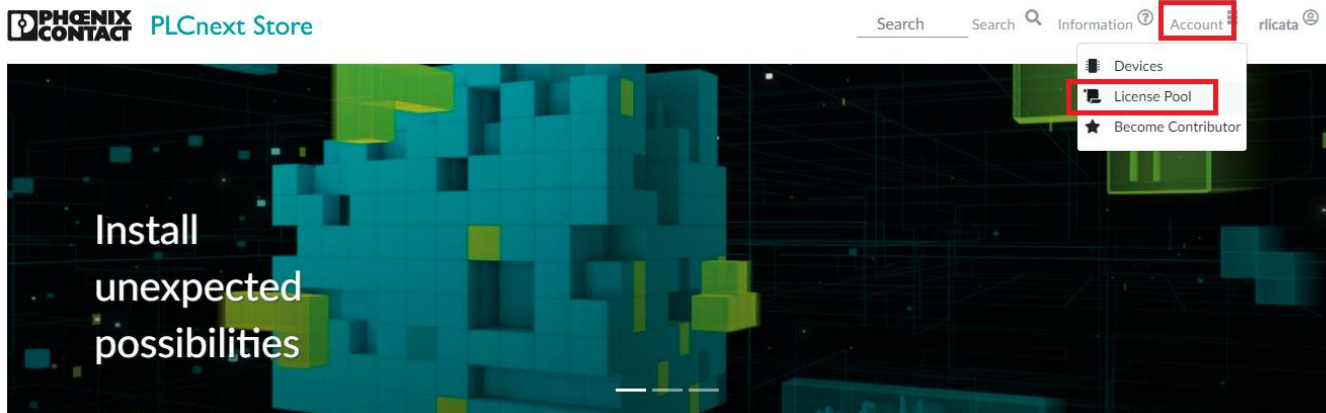 PHŒNIX CONTACT PLCnext Store Search Search Information Account rlicata
Devices
License Pool
Become Contributor
Install
unexpected
possibilities